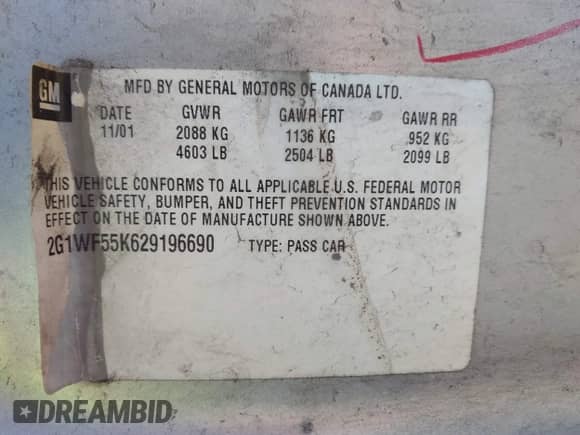 GM
MFD BY GENERAL MOTORS OF CANADA LTD.
DATE GVWR GAWR FRT GAWR RR
11/01 2088 KG 1136 KG 952 KG
4603 LB 2504 LB 2099 LB
THIS VEHICLE CONFORMS TO ALL APPLICABLE U.S. FEDERAL MOTOR
VEHICLE SAFETY, BUMPER, AND THEFT PREVENTION STANDARDS IN
EFFECT ON THE DATE OF MANUFACTURE SHOWN ABOVE.
2G1WF55K629196690 TYPE: PASS CAR
DREAMBID